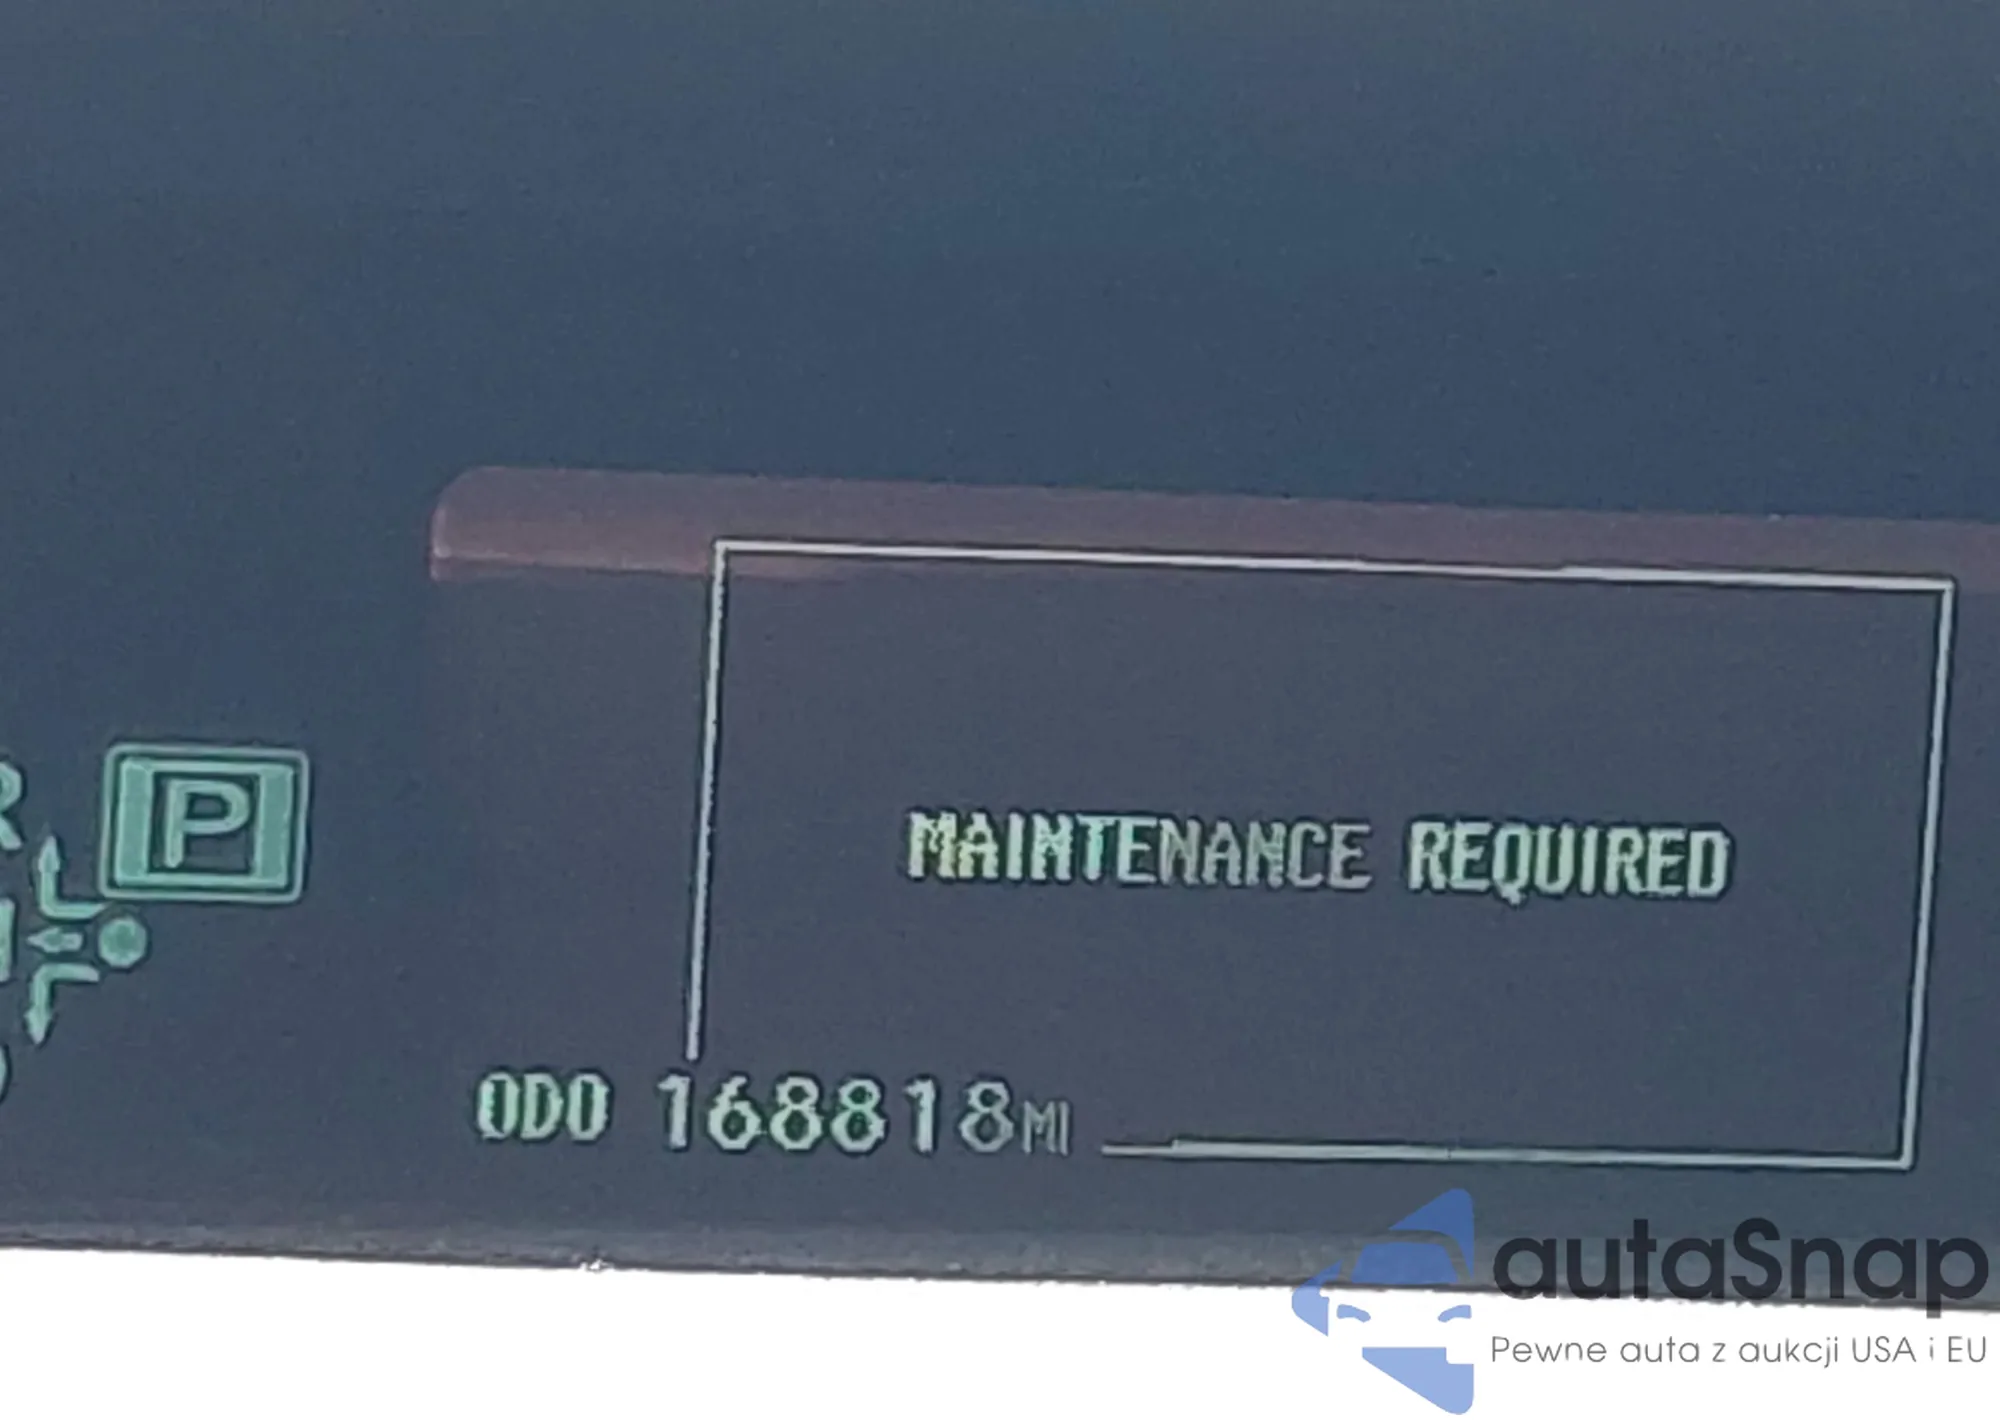 MAINTENANCE REQUIRED
R
P
ODO 168818MI
autaSnap
Pewne auta z aukcji USA i EU